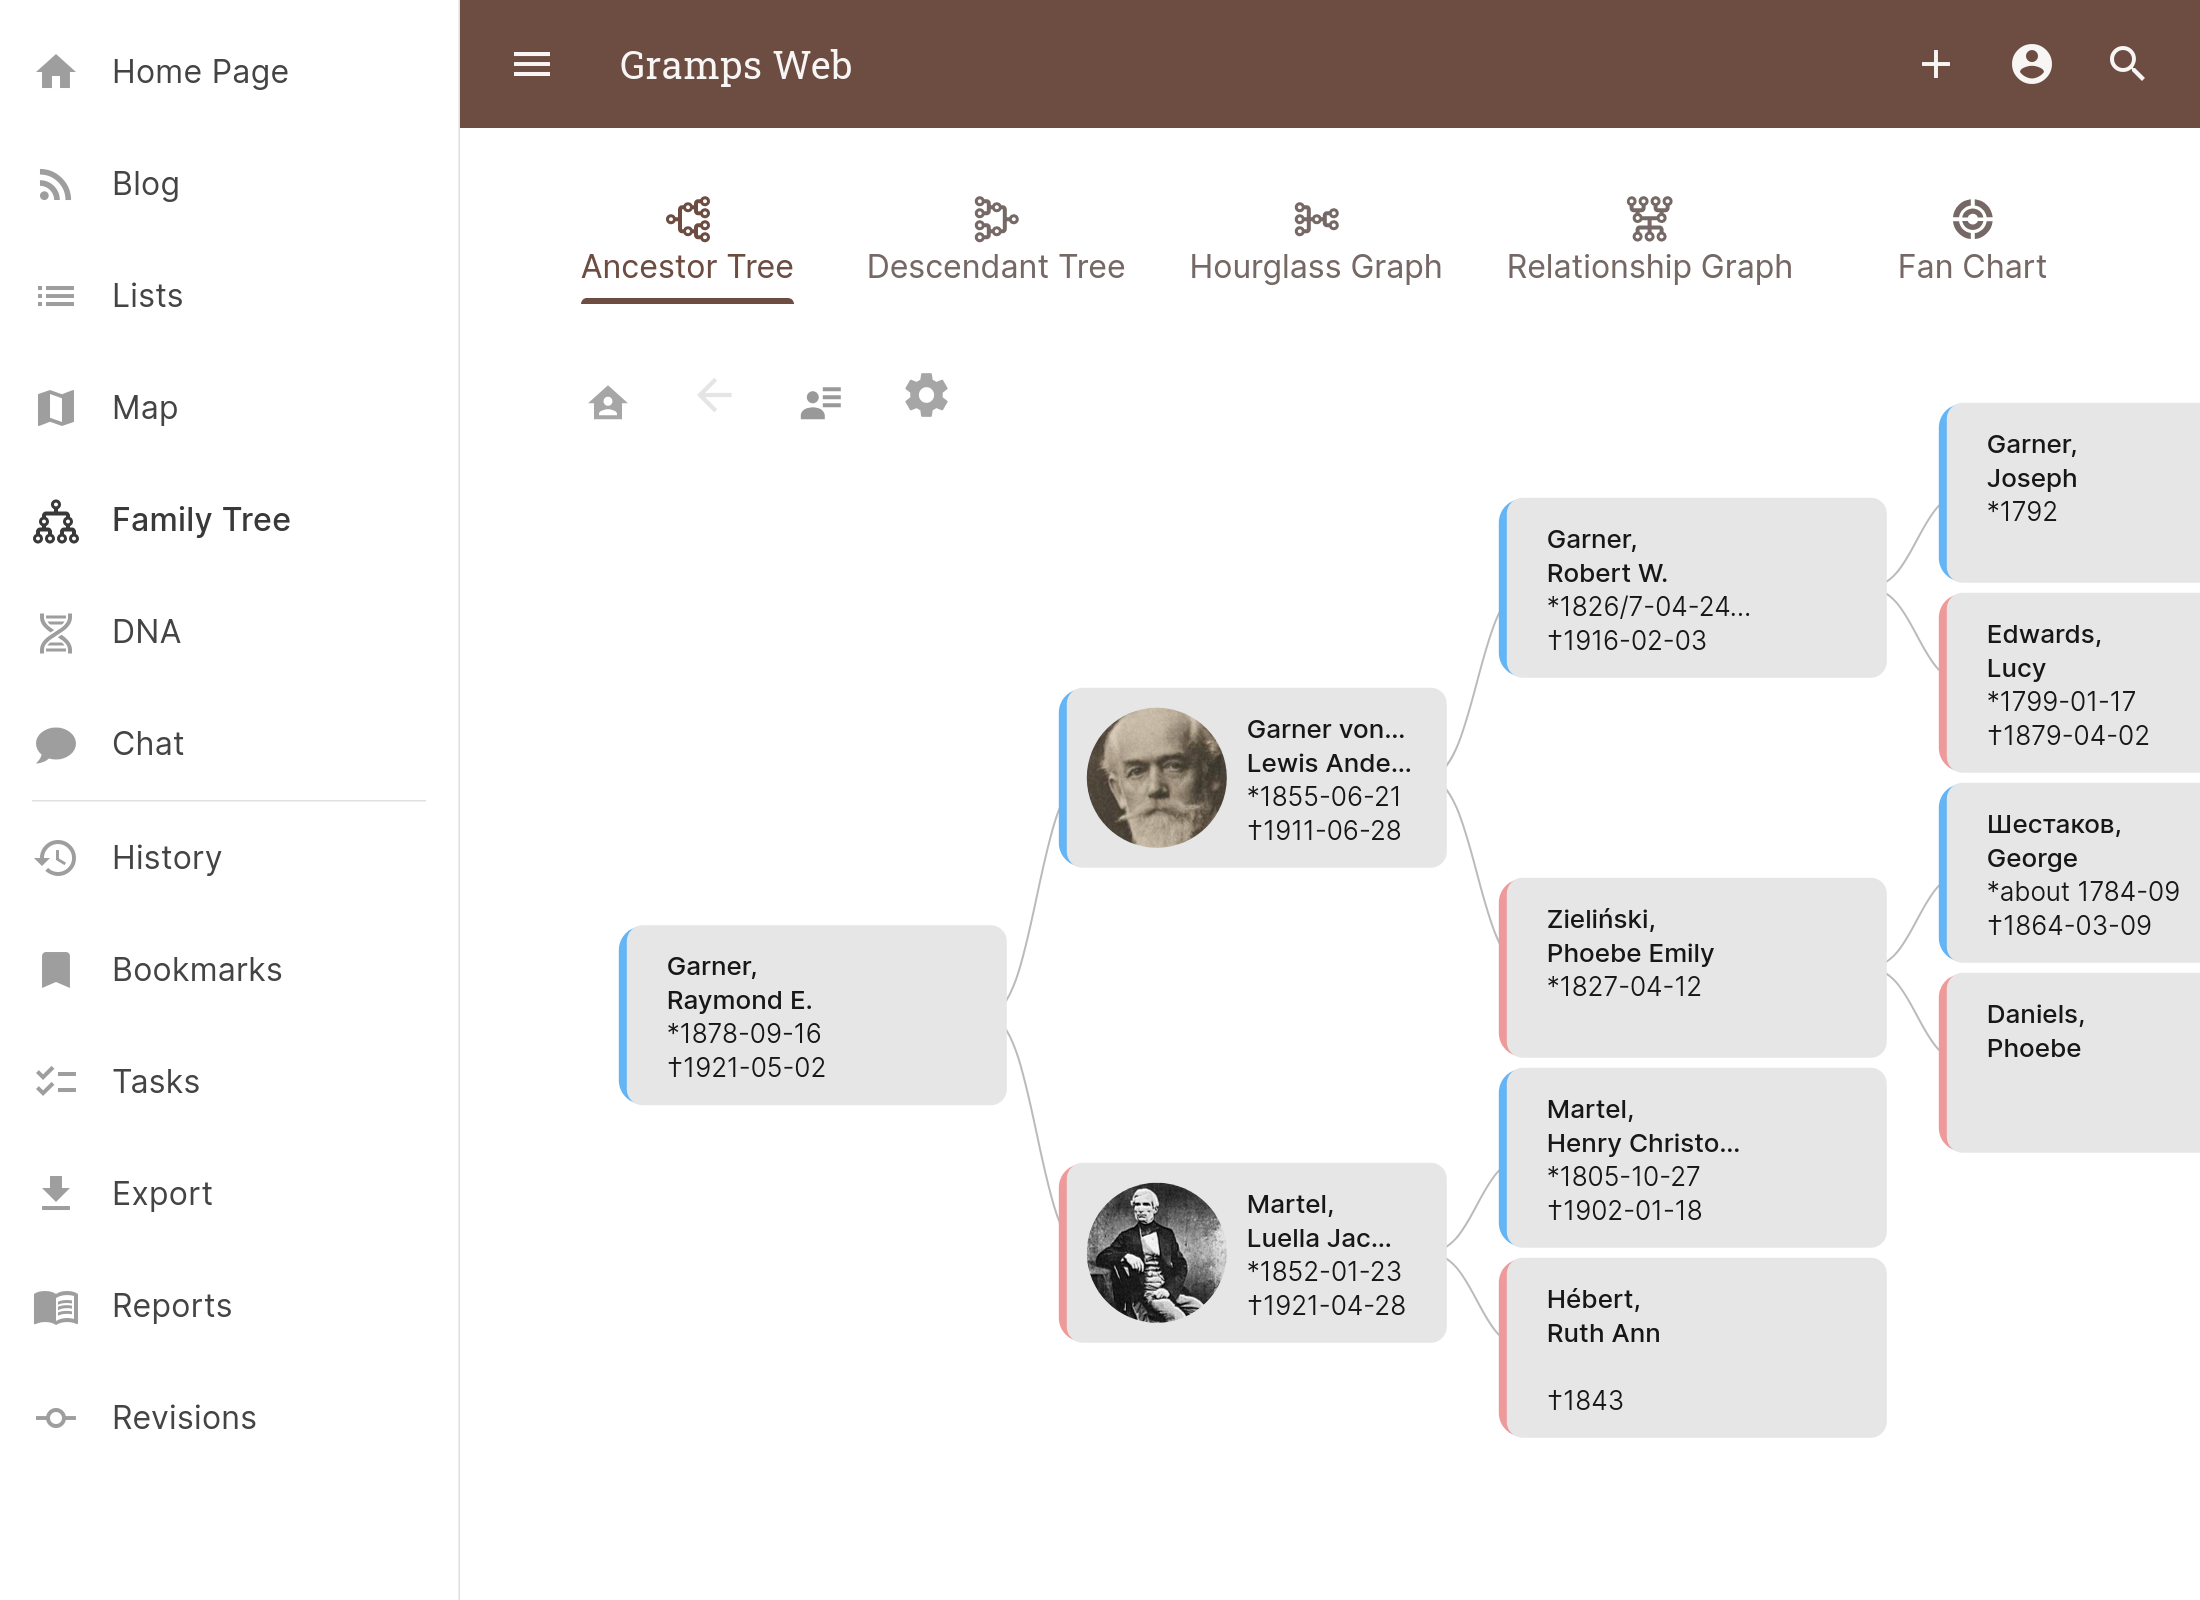 Home Page
Blog
Lists
Map
Family Tree
DNA
Chat
History
Bookmarks
Tasks
Export
Reports
Revisions
Gramps Web
Ancestor Tree
Descendant Tree
Hourglass Graph
Relationship Graph
Fan Chart
Garner,
Raymond E.
*1878-09-16
†1921-05-02
Garner von...
Lewis Ande...
*1855-06-21
†1911-06-28
Martel,
Luella Jac...
*1852-01-23
†1921-04-28
Garner,
Robert W.
*1826/7-04-24...
†1916-02-03
Zieliński,
Phoebe Emily
*1827-04-12
Martel,
Henry Christo...
*1805-10-27
†1902-01-18
Hébert,
Ruth Ann
†1843
Garner,
Joseph
*1792
Edwards,
Lucy
*1799-01-17
†1879-04-02
Шестаков,
George
*about 1784-09
†1864-03-09
Daniels,
Phoebe